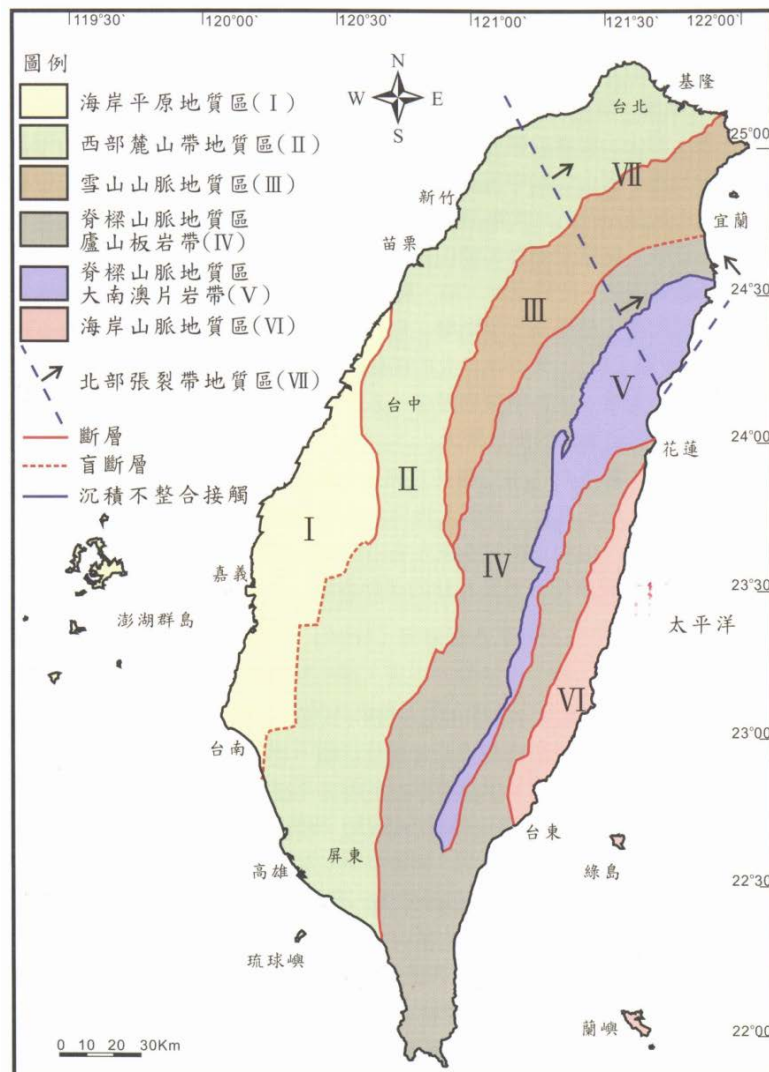 119°30'
120°00'
120°30'
121°00'
121°30'
122°00'
圖例
海岸平原地質區(I)
西部麓山帶地質區(II)
雪山山脈地質區(III)
脊樑山脈地質區
廬山板岩帶(IV)
脊樑山脈地質區
大南澳片岩帶(V)
海岸山脈地質區(VI)
北部張裂帶地質區(VII)
斷層
盲斷層
沉積不整合接觸
N
W
E
S
基隆
台北
25°00'
VII
新竹
宜蘭
苗栗
24°30'
III
V
台中
24°00'
花蓮
II
I
IV
嘉義
23°30'
澎湖群島
太平洋
VI
台南
23°00'
台東
屏東
高雄
綠島
22°30'
琉球嶼
蘭嶼
22°00'
0 10 20 30Km